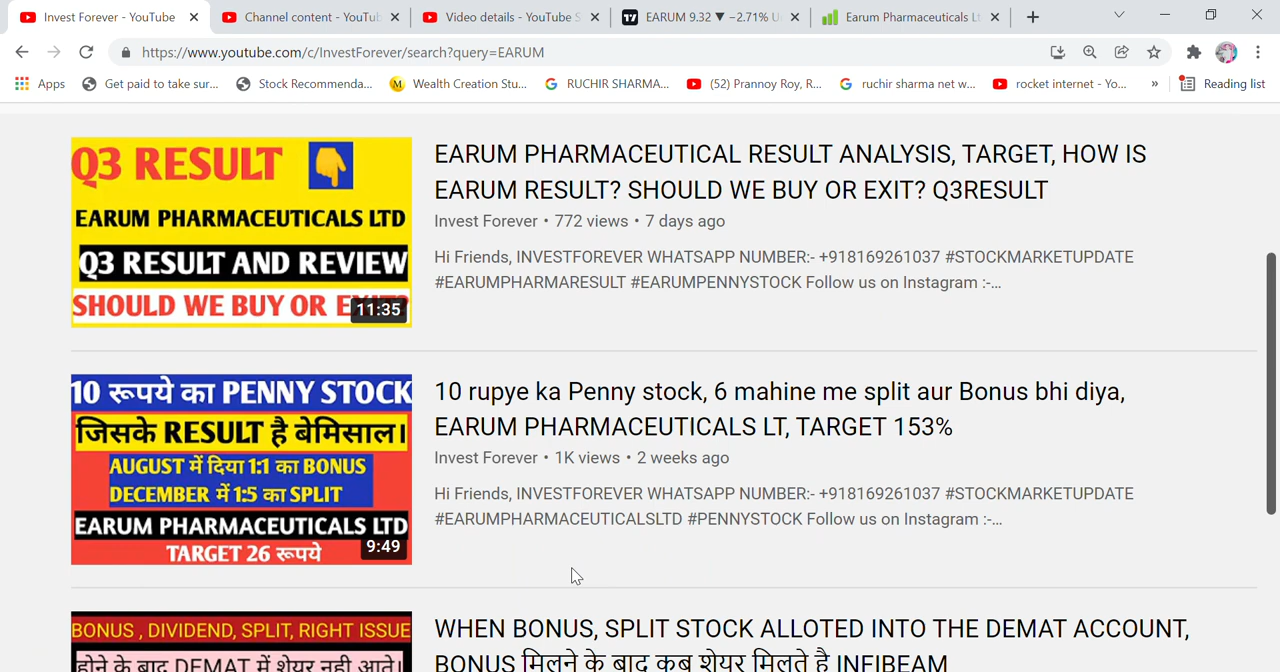 Invest Forever - YouTube
Channel content - YouTub
Video details - YouTube S
EARUM 9.32 ▼ −2.71% U
Earum Pharmaceuticals Lt
https://www.youtube.com/c/InvestForever/search?query=EARUM
Apps
Get paid to take sur...
Stock Recommenda...
Wealth Creation Stu...
RUCHIR SHARMA...
(52) Prannoy Roy, R...
ruchir sharma net w...
rocket internet - Yo...
»
Reading list
Q3 RESULT
EARUM PHARMACEUTICALS LTD
Q3 RESULT AND REVIEW
SHOULD WE BUY OR EXIT?
11:35
EARUM PHARMACEUTICAL RESULT ANALYSIS, TARGET, HOW IS
EARUM RESULT? SHOULD WE BUY OR EXIT? Q3RESULT
Invest Forever • 772 views • 7 days ago
Hi Friends, INVESTFOREVER WHATSAPP NUMBER:- +918169261037 #STOCKMARKETUPDATE
#EARUMPHARMARESULT #EARUMPENNYSTOCK Follow us on Instagram :-...
10 रूपये का PENNY STOCK
जिसके RESULT है बेमिसाल।
AUGUST में दिया 1:1 का BONUS
DECEMBER में 1:5 का SPLIT
EARUM PHARMACEUTICALS LTD
TARGET 26 रूपये
9:49
10 rupye ka Penny stock, 6 mahine me split aur Bonus bhi diya,
EARUM PHARMACEUTICALS LT, TARGET 153%
Invest Forever • 1K views • 2 weeks ago
Hi Friends, INVESTFOREVER WHATSAPP NUMBER:- +918169261037 #STOCKMARKETUPDATE
#EARUMPHARMACEUTICALSLTD #PENNYSTOCK Follow us on Instagram :-...
BONUS , DIVIDEND, SPLIT, RIGHT ISSUE
होने के बाद DEMAT में शेयर नही आते।
WHEN BONUS, SPLIT STOCK ALLOTED INTO THE DEMAT ACCOUNT,
BONUS मिलने के बाद कब शेयर मिलते है INFIBEAM